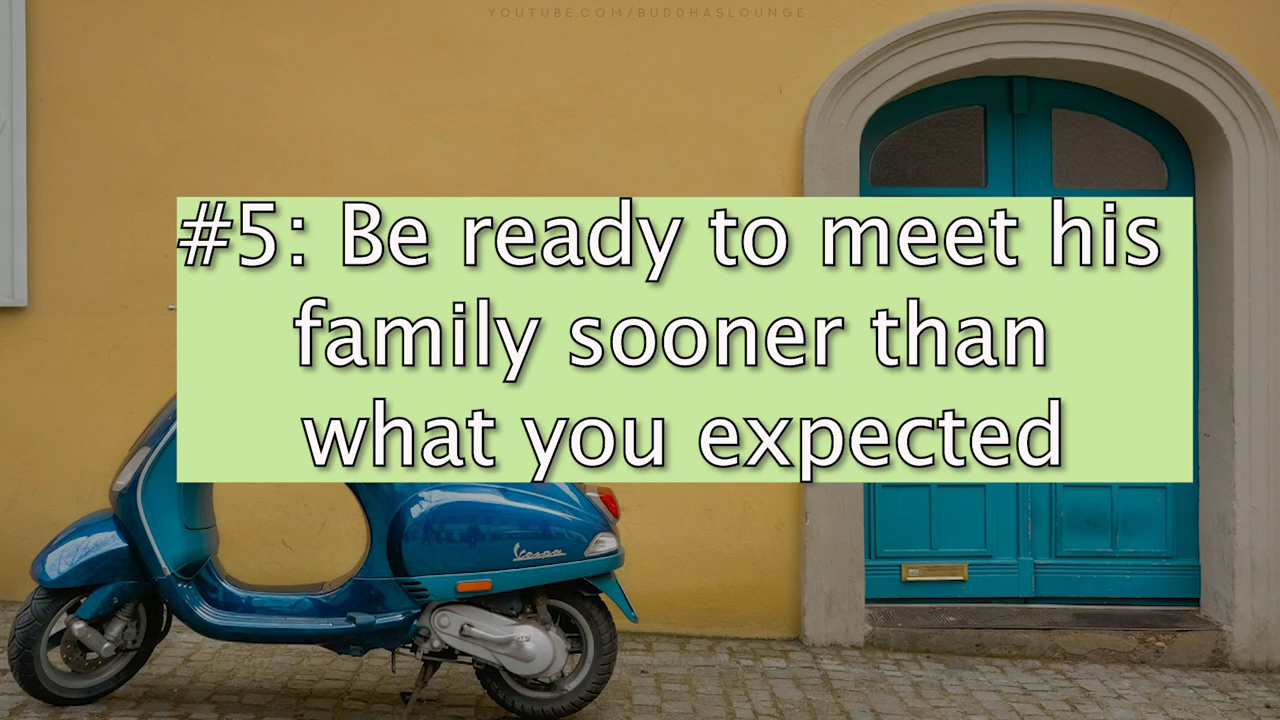 YOUTUBE.COM/BUDDHASLOUNGE
#5: Be ready to meet his
family sooner than
what you expected
Vespa